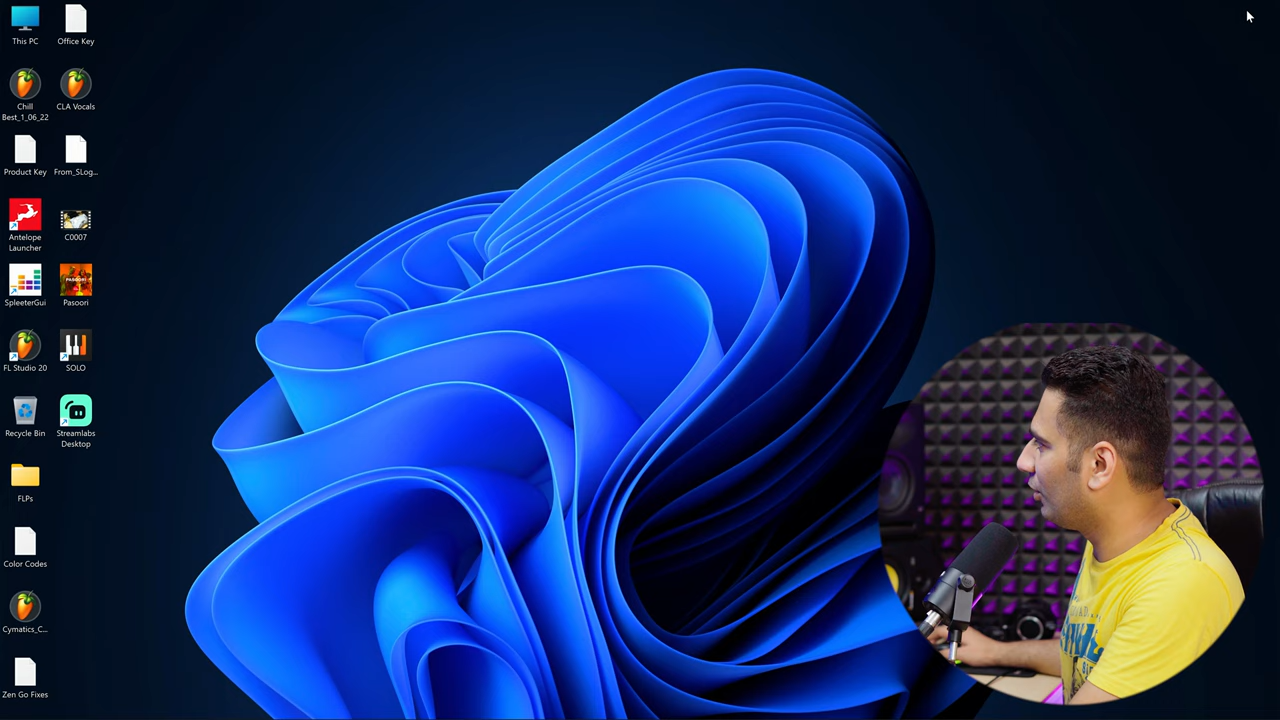 This PC
Office Key
Chill
Best_1_06_22
CLA Vocals
Product Key
From_SLog...
Antelope
Launcher
C0007
SpleeterGui
PASOORI
Pasoori
FL Studio 20
SOLO
Recycle Bin
Streamlabs
Desktop
FLPs
Color Codes
Cymatics_C...
Zen Go Fixes